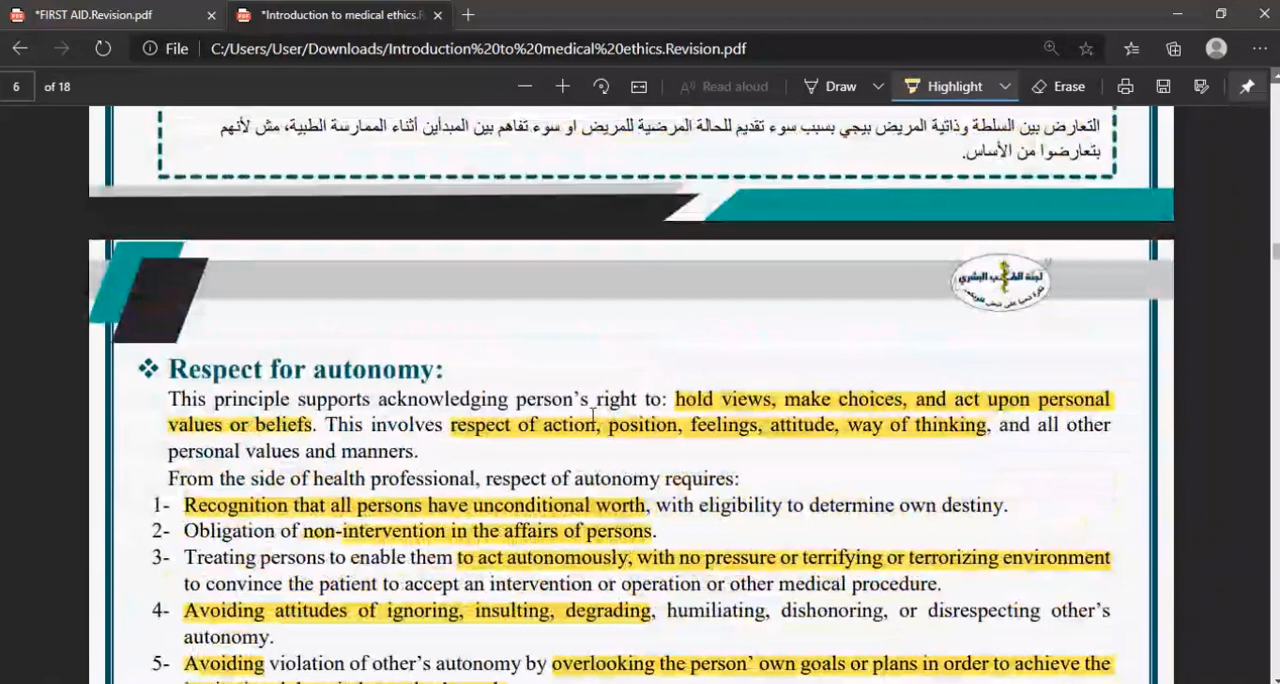 *FIRST AID.Revision.pdf
*Introduction to medical ethics.R
File
C:/Users/User/Downloads/Introduction%20to%20medical%20ethics.Revision.pdf
6 of 18
Read aloud
Draw
Highlight
Erase
التعارض بين السلطة وذاتية المريض بيجي بسبب سوء تقديم للحالة المرضية للمريض او سوء تفاهم بين المبدأين أثناء الممارسة الطبية، مش لأنهم
بتعارضوا من الأساس.
لجنة الطب البشري
Respect for autonomy:
This principle supports acknowledging person’s right to: hold views, make choices, and act upon personal
values or beliefs. This involves respect of action, position, feelings, attitude, way of thinking, and all other
personal values and manners.
From the side of health professional, respect of autonomy requires:
1- Recognition that all persons have unconditional worth, with eligibility to determine own destiny.
2- Obligation of non-intervention in the affairs of persons.
3- Treating persons to enable them to act autonomously, with no pressure or terrifying or terrorizing environment
to convince the patient to accept an intervention or operation or other medical procedure.
4- Avoiding attitudes of ignoring, insulting, degrading, humiliating, dishonoring, or disrespecting other’s
autonomy.
5- Avoiding violation of other’s autonomy by overlooking the person’ own goals or plans in order to achieve the